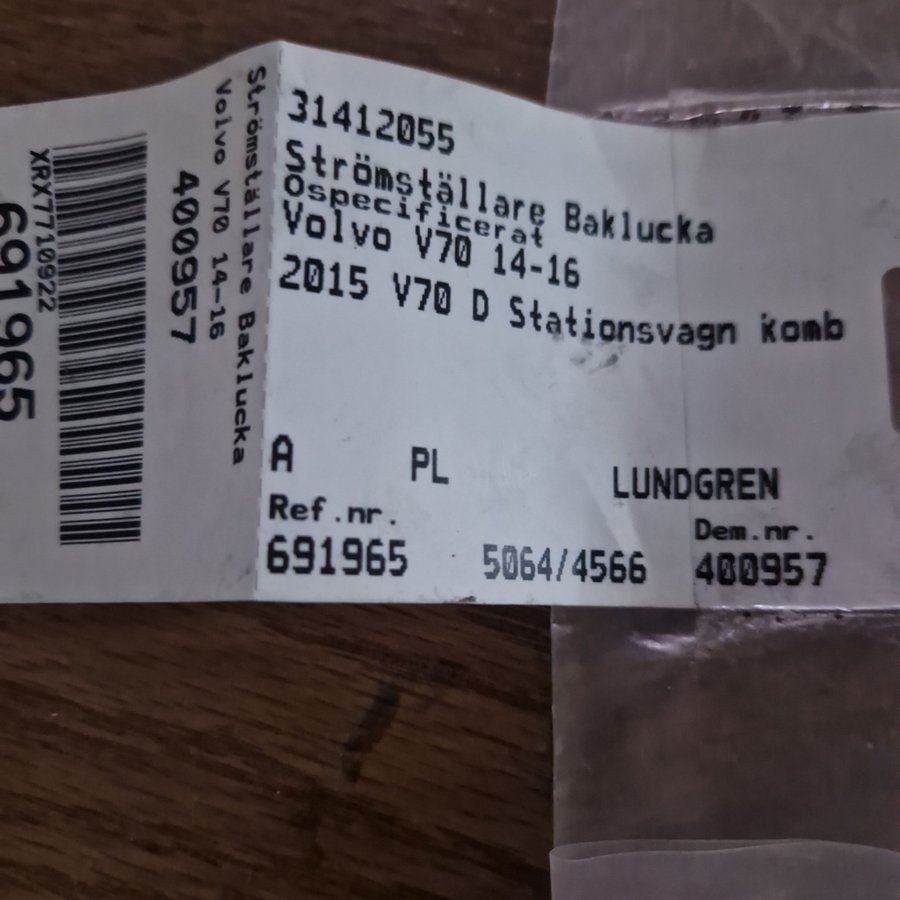 Strömställare Baklucka
Volvo V70 14-16
400957
XRX7710922
691965
31412055
Strömställare Baklucka
Ospecificerat
Volvo V70 14-16
2015 V70 D Stationsvagn komb
A PL LUNDGREN
Ref.nr. Dem.nr.
691965 5064/4566 400957